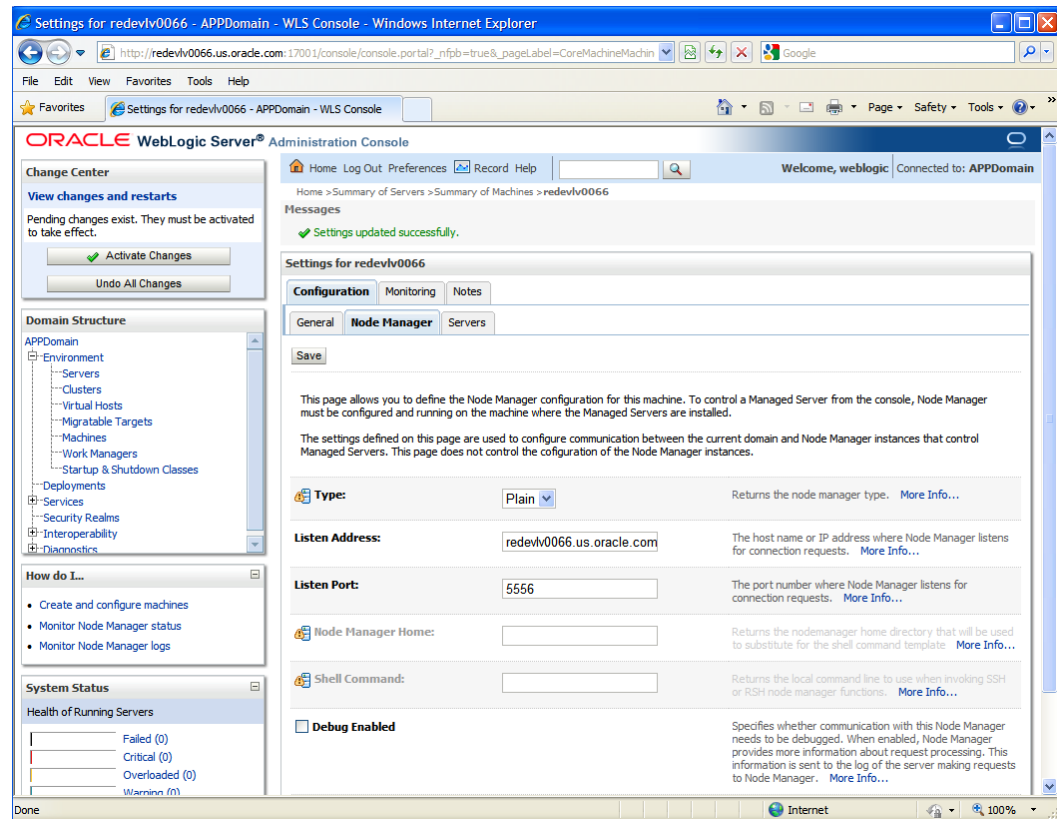 Settings for redevlv0066 - APPDomain - WLS Console - Windows Internet Explorer
http://redevlv0066.us.oracle.com:17001/console/console.portal?_nfpb=true&_pageLabel=CoreMachineMachin
Google
File Edit View Favorites Tools Help
Favorites
Settings for redevlv0066 - APPDomain - WLS Console
Page Safety Tools
ORACLE WebLogic Server® Administration Console
Change Center
View changes and restarts
Pending changes exist. They must be activated
to take effect.
Activate Changes
Undo All Changes
Domain Structure
APPDomain
Environment
Servers
Clusters
Virtual Hosts
Migratable Targets
Machines
Work Managers
Startup & Shutdown Classes
Deployments
Services
Security Realms
Interoperability
Diagnostics
How do I...
Create and configure machines
Monitor Node Manager status
Monitor Node Manager logs
System Status
Health of Running Servers
Failed (0)
Critical (0)
Overloaded (0)
Warning (0)
Home Log Out Preferences Record Help
Welcome, weblogic Connected to: APPDomain
Home >Summary of Servers >Summary of Machines >redevlv0066
Messages
Settings updated successfully.
Settings for redevlv0066
Configuration Monitoring Notes
General Node Manager Servers
Save
This page allows you to define the Node Manager configuration for this machine. To control a Managed Server from the console, Node Manager
must be configured and running on the machine where the Managed Servers are installed.
The settings defined on this page are used to configure communication between the current domain and Node Manager instances that control
Managed Servers. This page does not control the cofiguration of the Node Manager instances.
Type:
Plain
Returns the node manager type. More Info...
Listen Address:
redevlv0066.us.oracle.com
The host name or IP address where Node Manager listens
for connection requests. More Info...
Listen Port:
5556
The port number where Node Manager listens for
connection requests. More Info...
Node Manager Home:
Returns the nodemanager home directory that will be used
to substitute for the shell command template More Info...
Shell Command:
Returns the local command line to use when invoking SSH
or RSH node manager functions. More Info...
Debug Enabled
Specifies whether communication with this Node Manager
needs to be debugged. When enabled, Node Manager
provides more information about request processing. This
information is sent to the log of the server making requests
to Node Manager. More Info...
Done
Internet
100%